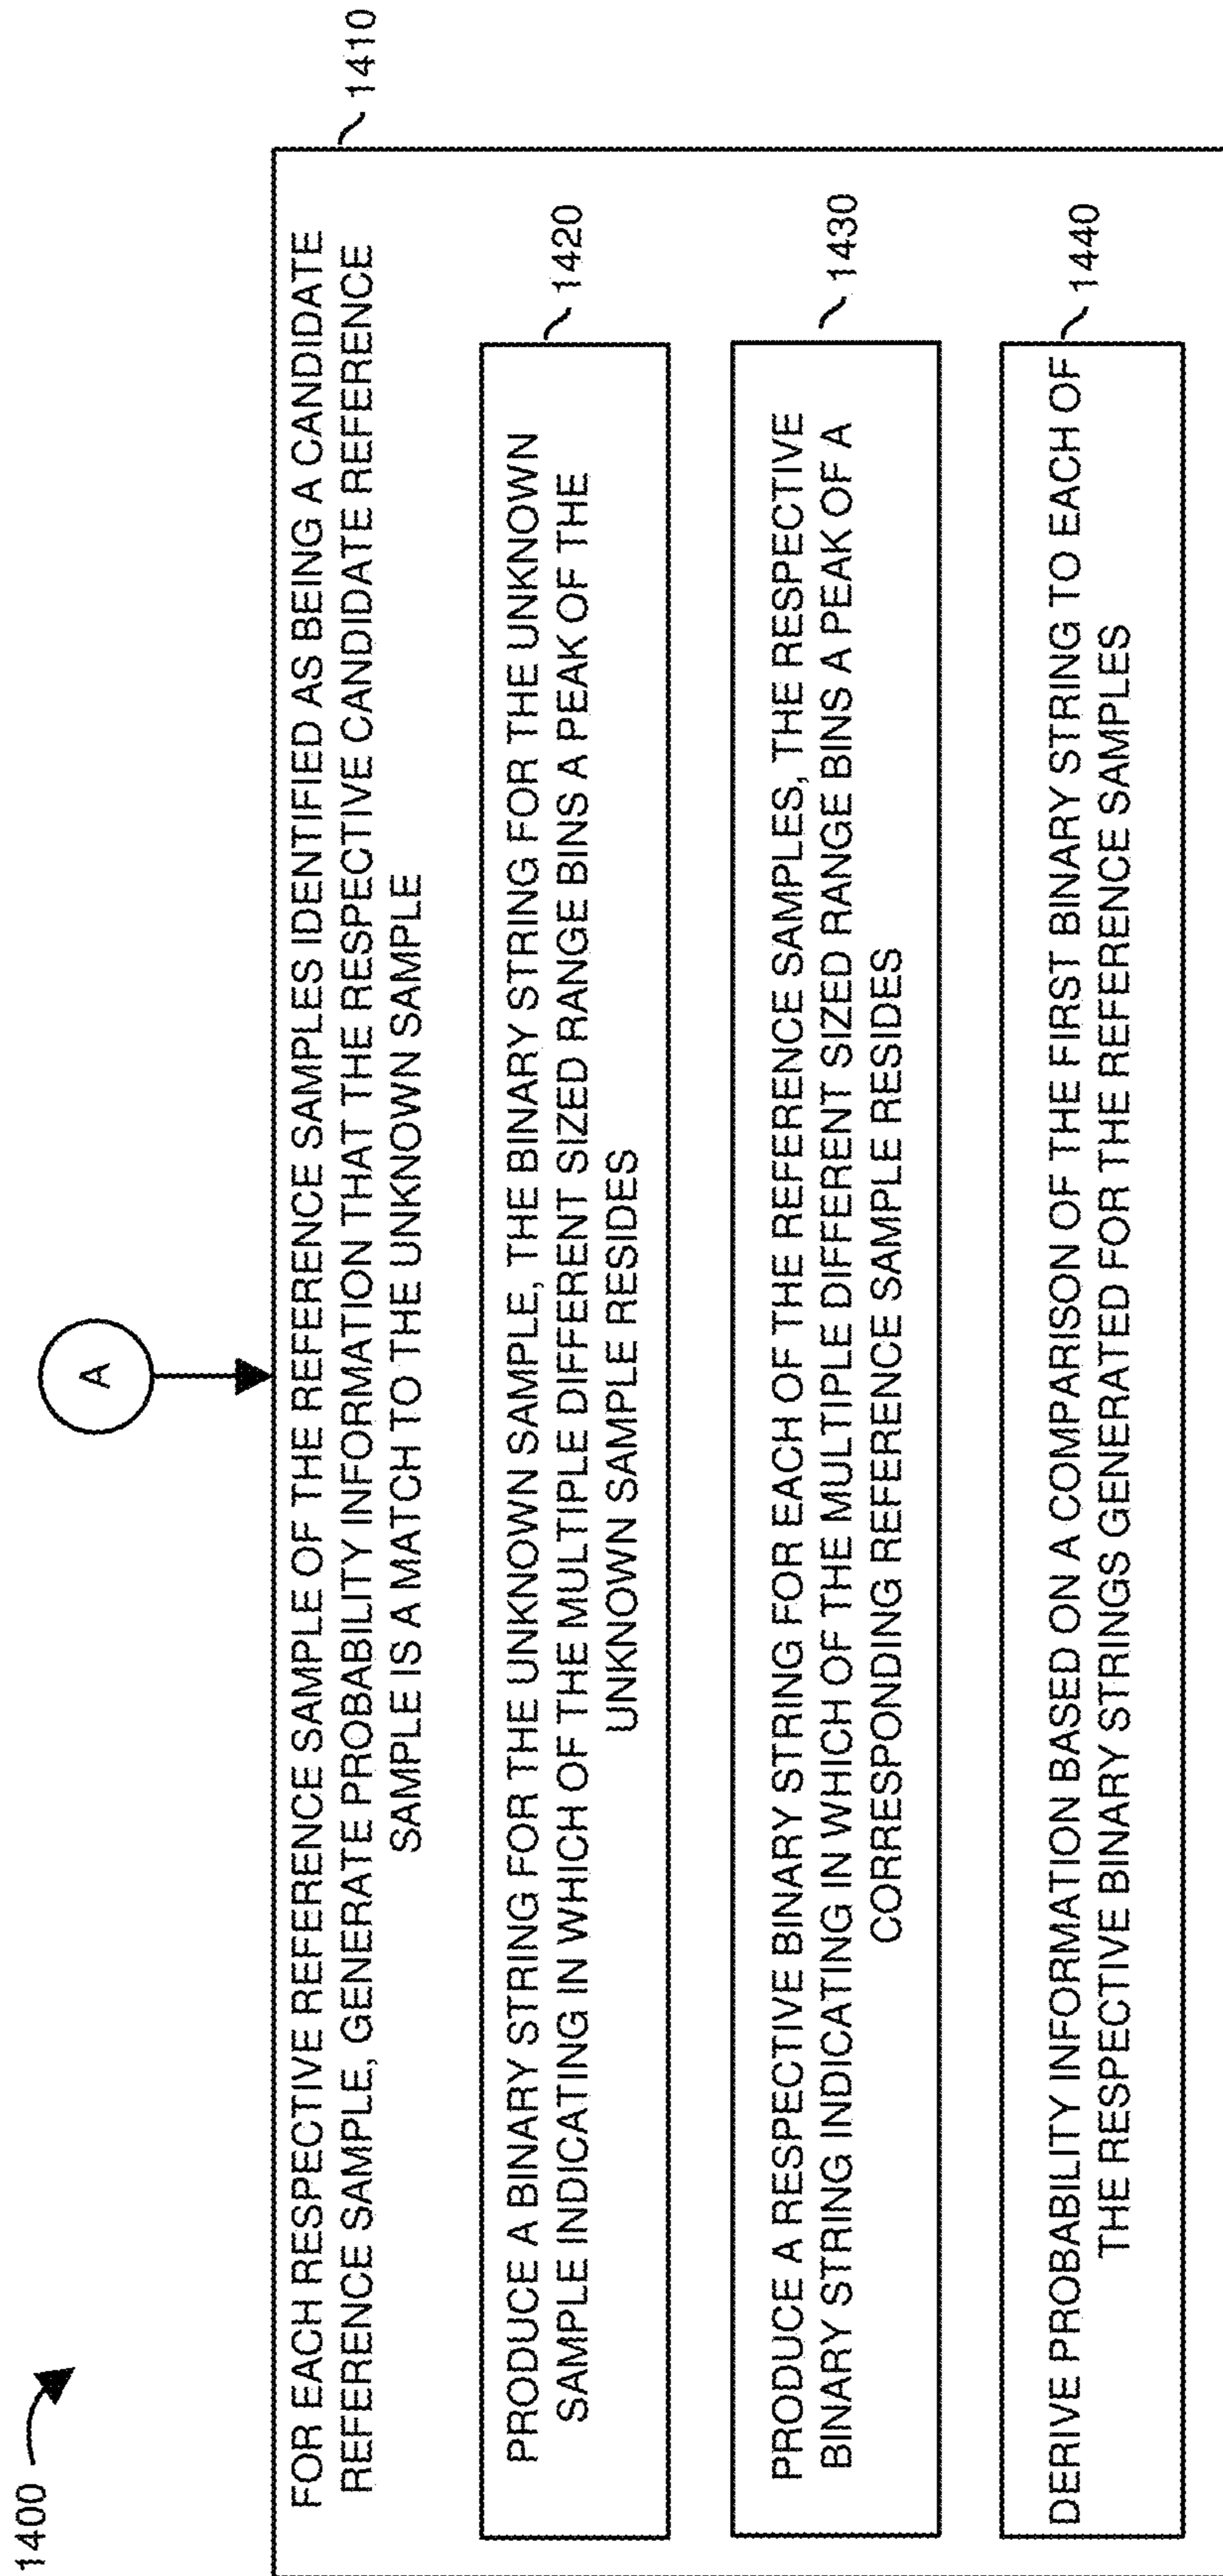 1400
A
1410
FOR EACH RESPECTIVE REFERENCE SAMPLE OF THE REFERENCE SAMPLES IDENTIFIED AS BEING A CANDIDATE
REFERENCE SAMPLE, GENERATE PROBABILITY INFORMATION THAT THE RESPECTIVE CANDIDATE REFERENCE
SAMPLE IS A MATCH TO THE UNKNOWN SAMPLE
1420
PRODUCE A BINARY STRING FOR THE UNKNOWN SAMPLE, THE BINARY STRING FOR THE UNKNOWN
SAMPLE INDICATING IN WHICH OF THE MULTIPLE DIFFERENT SIZED RANGE BINS A PEAK OF THE
UNKNOWN SAMPLE RESIDES
1430
PRODUCE A RESPECTIVE BINARY STRING FOR EACH OF THE REFERENCE SAMPLES, THE RESPECTIVE
BINARY STRING INDICATING IN WHICH OF THE MULTIPLE DIFFERENT SIZED RANGE BINS A PEAK OF A
CORRESPONDING REFERENCE SAMPLE RESIDES
1440
DERIVE PROBABILITY INFORMATION BASED ON A COMPARISON OF THE FIRST BINARY STRING TO EACH OF
THE RESPECTIVE BINARY STRINGS GENERATED FOR THE REFERENCE SAMPLES